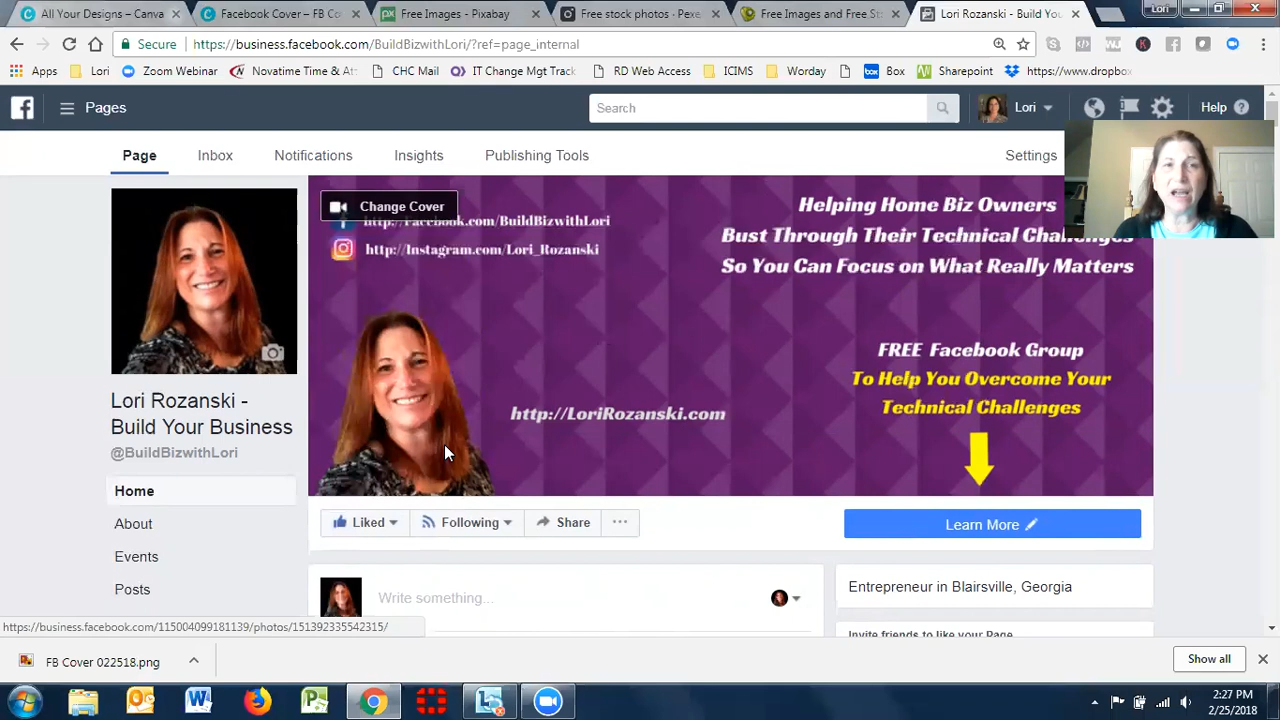 All Your Designs – Canva
Facebook Cover – FB Co
Free Images - Pixabay
Free stock photos · Pexe
Free Images and Free St
Lori Rozanski - Build Yo
Lori
Secure
https://business.facebook.com/BuildBizwithLori/?ref=page_internal
Apps
Lori
Zoom Webinar
Novatime Time & Att
CHC Mail
IT Change Mgt Track
RD Web Access
ICIMS
Worday
Box
Sharepoint
https://www.dropbox
Pages
Search
Lori
Help
Page
Inbox
Notifications
Insights
Publishing Tools
Settings
Change Cover
http://Facebook.com/BuildBizwithLori
http://Instagram.com/Lori_Rozanski
Helping Home Biz Owners
Bust Through Their Technical Challenges
So You Can Focus on What Really Matters
FREE Facebook Group
To Help You Overcome Your
Technical Challenges
http://LoriRozanski.com
Lori Rozanski -
Build Your Business
@BuildBizwithLori
Home
About
Events
Posts
Liked
Following
Share
Learn More
Write something...
Entrepreneur in Blairsville, Georgia
Invite friends to like your Page
https://business.facebook.com/115004099181139/photos/151392335542315/
FB Cover 022518.png
Show all
2:27 PM
2/25/2018